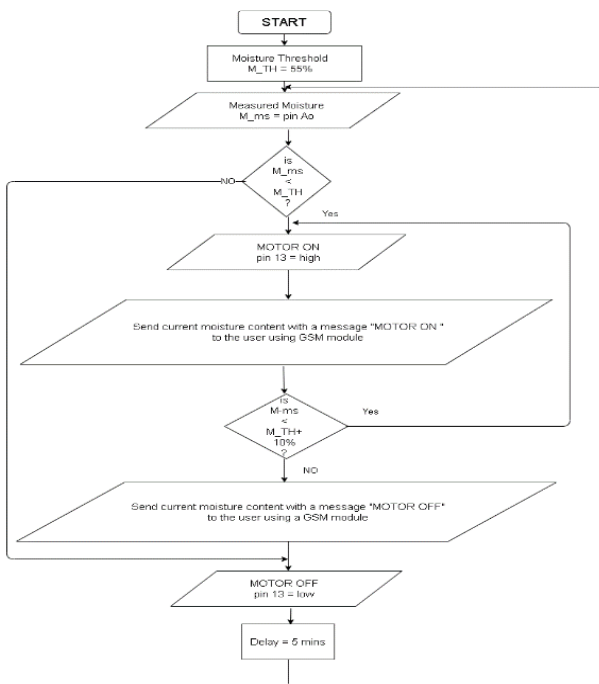 START
Moisture Threshold
M_TH = 55%
Measured Moisture
M_ms = pin Ao
is
M_ms
<
M_TH
?
NO
Yes
MOTOR ON
pin 13 = high
Send current moisture content with a message "MOTOR ON "
to the user using GSM module
is
M-ms
<
M_TH+
10%
?
Yes
NO
Send current moisture content with a message "MOTOR OFF"
to the user using a GSM module
MOTOR OFF
pin 13 = low
Delay = 5 mins